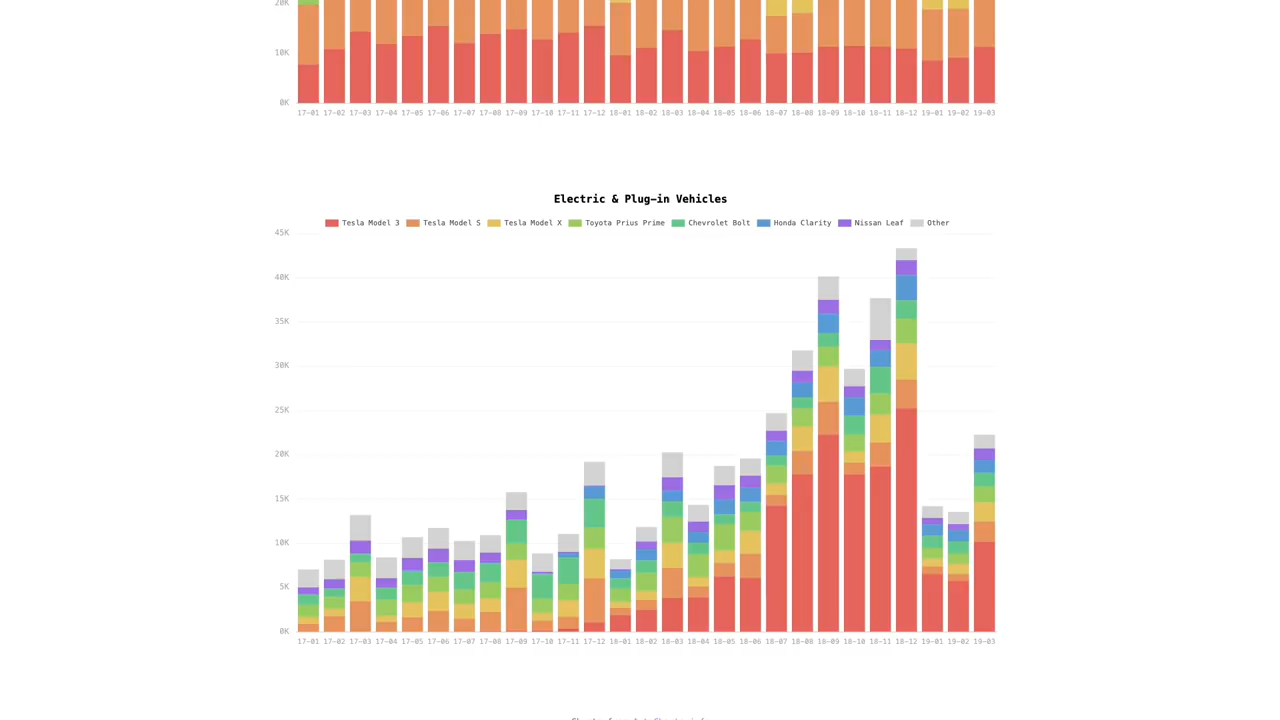 20K
10K
0K
17-01 17-02 17-03 17-04 17-05 17-06 17-07 17-08 17-09 17-10 17-11 17-12 18-01 18-02 18-03 18-04 18-05 18-06 18-07 18-08 18-09 18-10 18-11 18-12 19-01 19-02 19-03
Electric & Plug-in Vehicles
Tesla Model 3 Tesla Model S Tesla Model X Toyota Prius Prime Chevrolet Bolt Honda Clarity Nissan Leaf Other
45K
40K
35K
30K
25K
20K
15K
10K
5K
0K
17-01 17-02 17-03 17-04 17-05 17-06 17-07 17-08 17-09 17-10 17-11 17-12 18-01 18-02 18-03 18-04 18-05 18-06 18-07 18-08 18-09 18-10 18-11 18-12 19-01 19-02 19-03